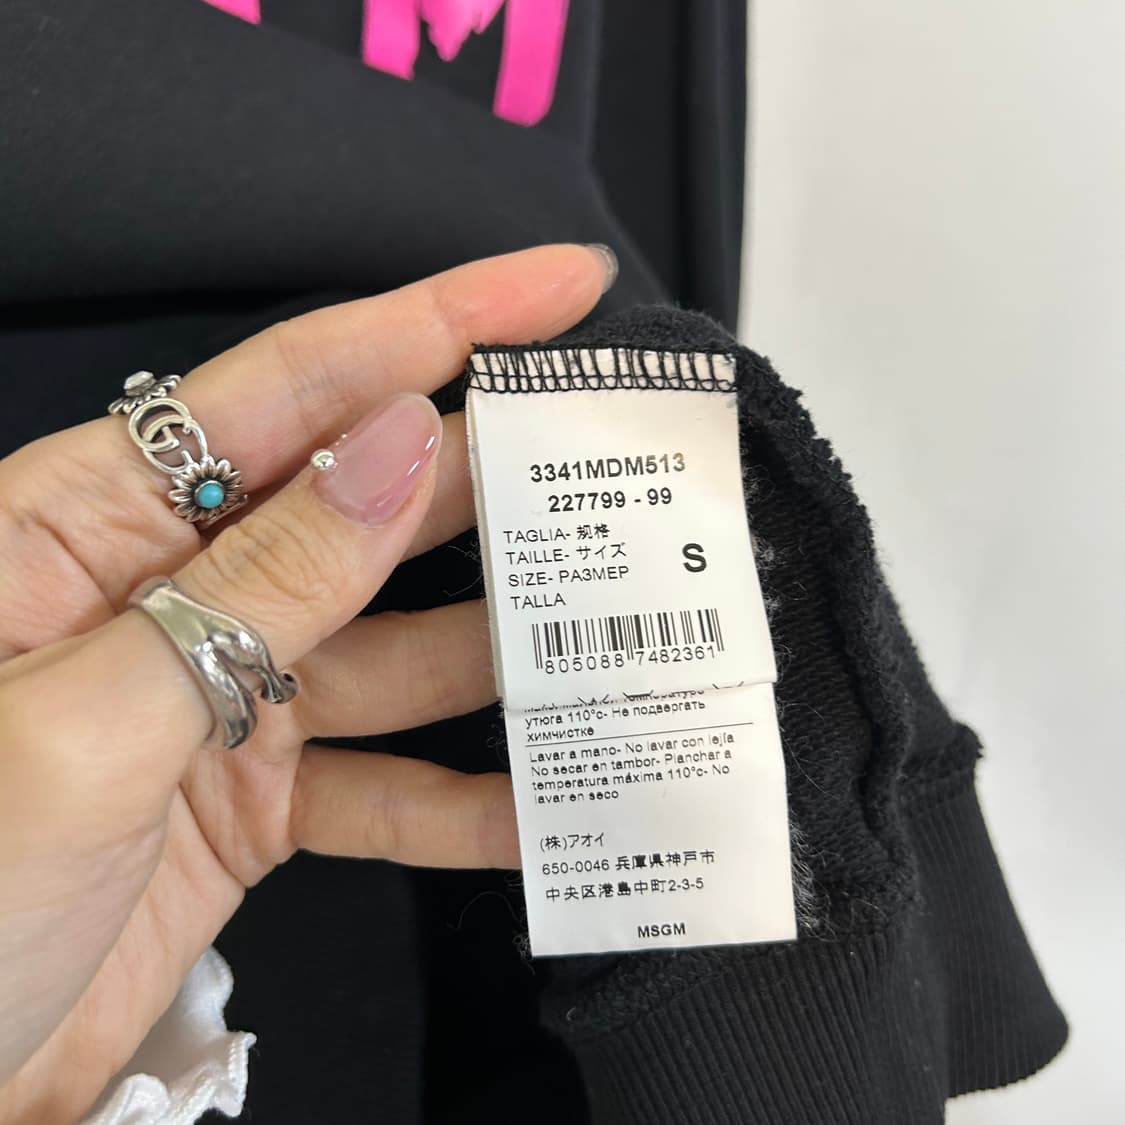 3341MDM513
227799 - 99
TAGLIA- 规格
TAILLE- サイズ
SIZE- РАЗМЕР
TALLA
S
805088 7482361
утюга 110°c- Не подвергать
химчистке
Lavar a mano- No lavar con lejía
No secar en tambor- Planchar a
temperatura máxima 110°c- No
lavar en seco
(株)アオイ
650-0046 兵庫県神戸市
中央区港島中町2-3-5
MSGM